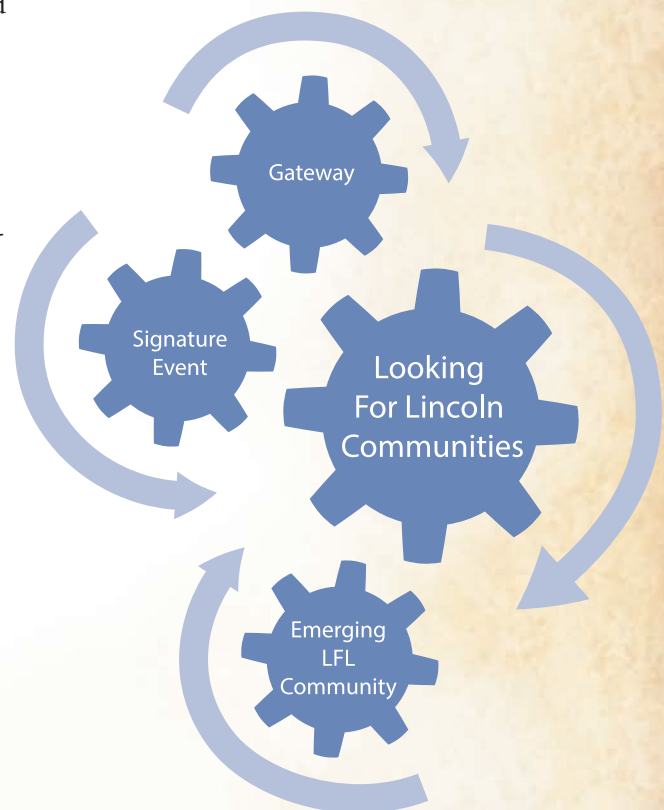 Gateway
Signature
Event
Looking
For Lincoln
Communities
Emerging
LFL
Community